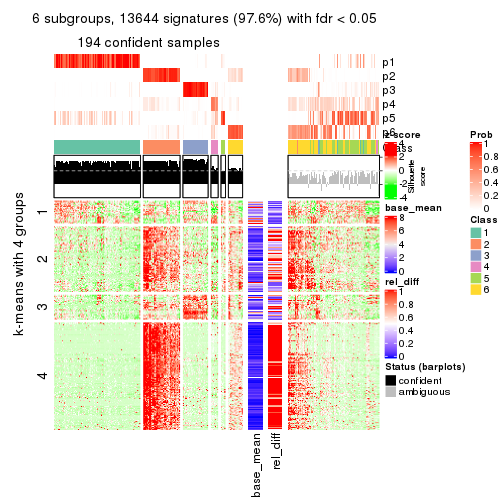 6 subgroups, 13644 signatures (97.6%) with fdr < 0.05
194 confident samples
p1
p2
p3
p4
p5
p6
Class
Silhouette
score
z-score
4
2
0
-2
-4
base_mean
8
6
4
2
0
rel_diff
1
0.8
0.6
0.4
0.2
0
Status (barplots)
confident
ambiguous
Prob
1
0.8
0.6
0.4
0.2
0
Class
1
2
3
4
5
6
k-means with 4 groups
1
2
3
4
base_mean
rel_diff